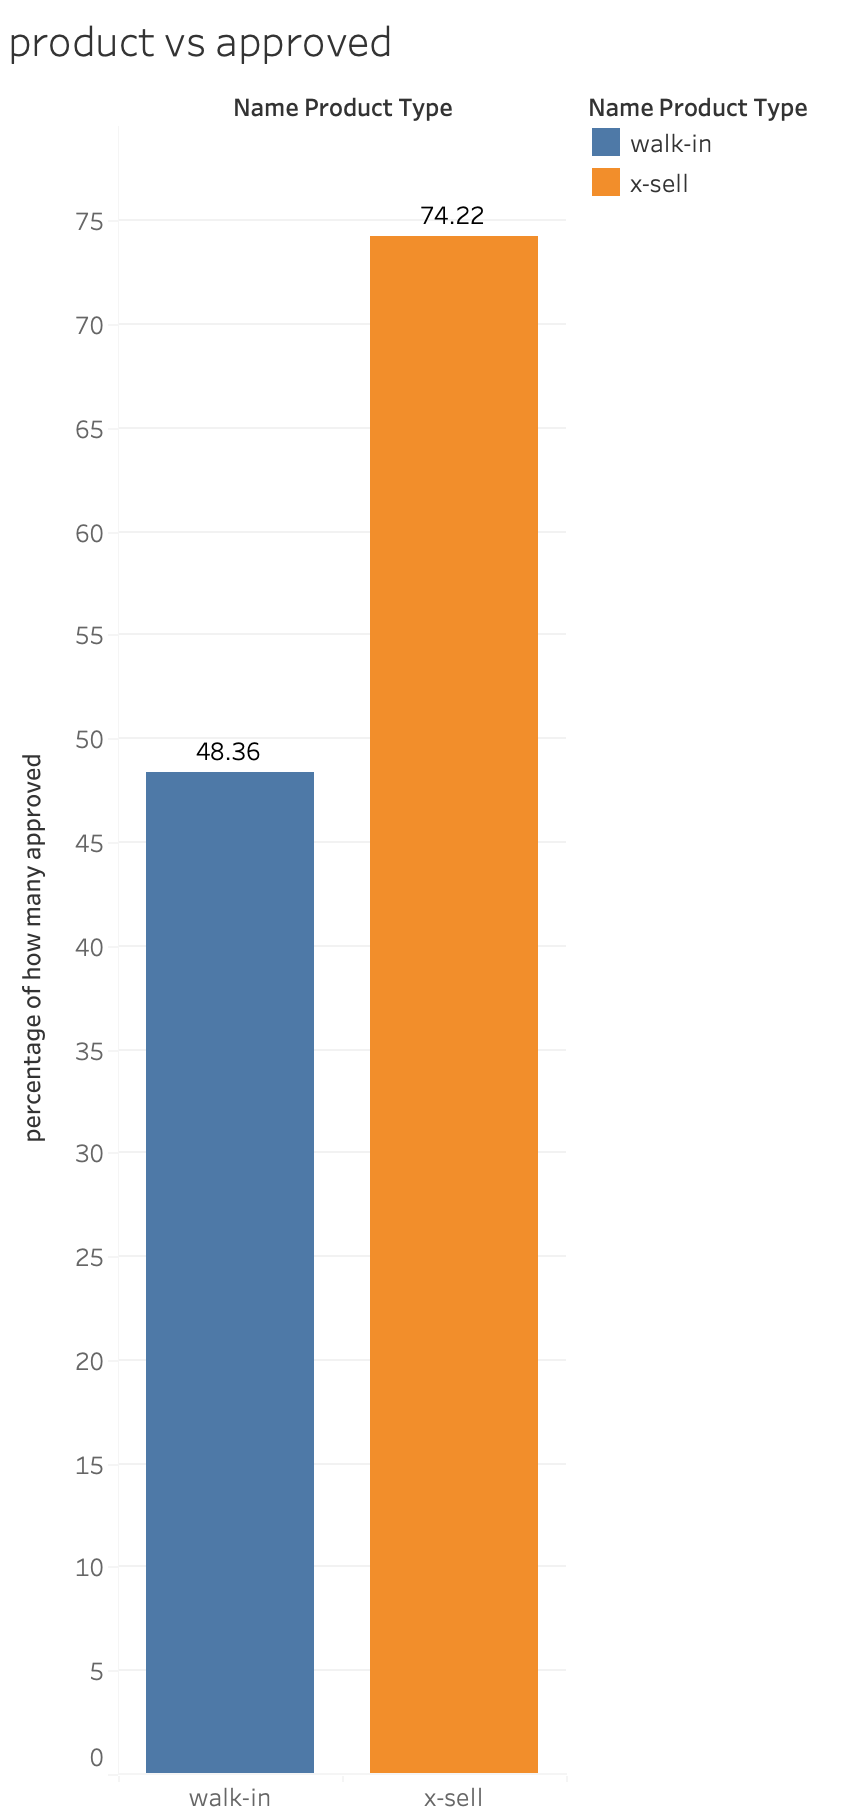 product vs approved
Name Product Type
Name Product Type
walk-in
x-sell
75
70
65
60
55
50
45
40
35
30
25
20
15
10
5
0
percentage of how many approved
74.22
48.36
walk-in
x-sell